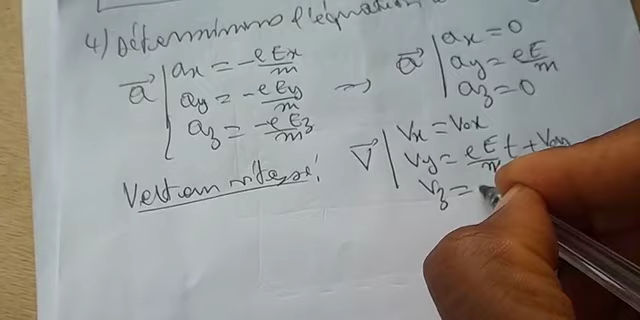 4) Déterminons l'équation
a⃗ | ax = -eEx/m → a⃗ | ax = 0
ay = -eEy/m ay = eE/m
az = -eEz/m az = 0
Vecteur vitesse: V⃗ | Vx = V0x
Vy = eE/m t + V0y
Vz =